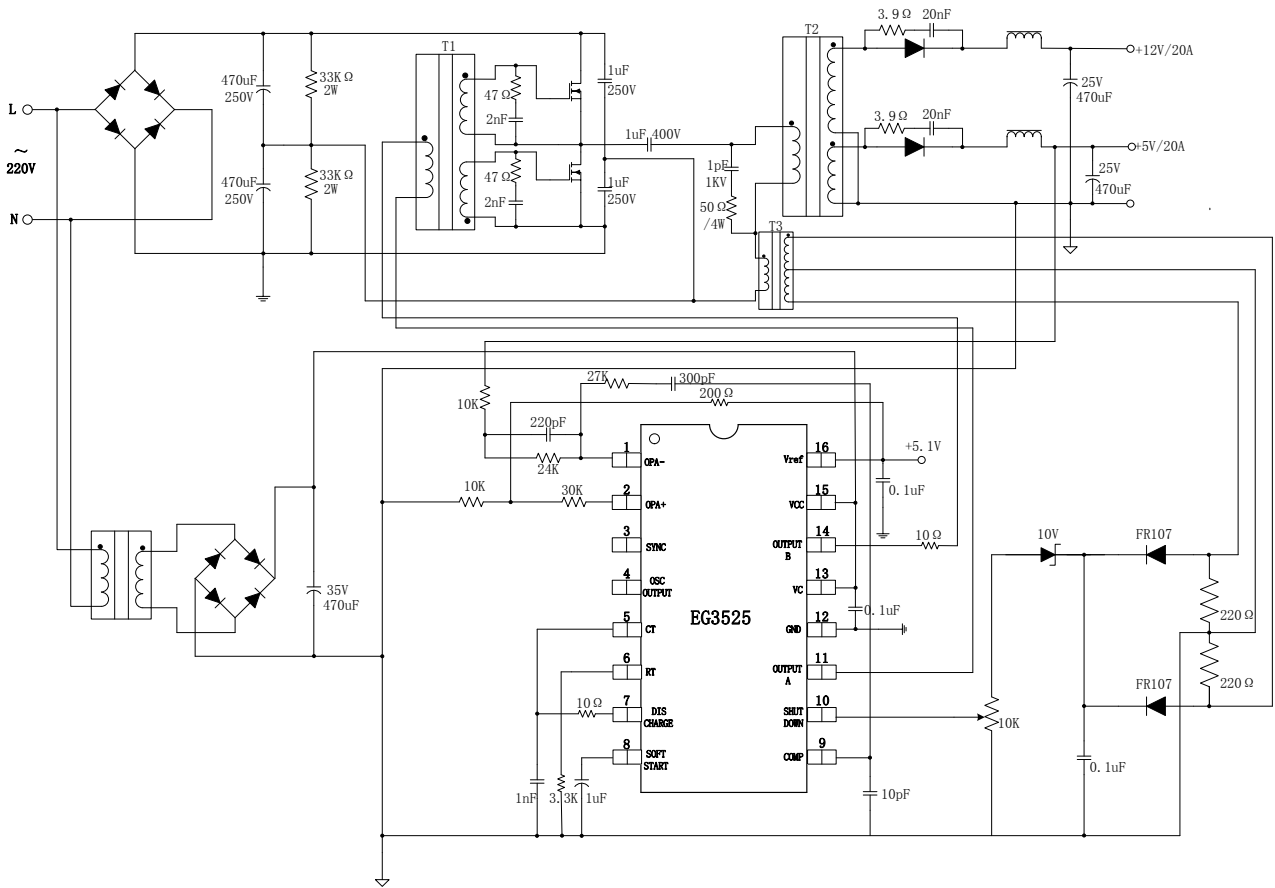 3.9Ω 20nF
T2
T1
+12V/20A
470uF
250V
33KΩ
2W
1uF
250V
25V
470uF
47Ω
2nF
3.9Ω 20nF
L
1uF 400V
+5V/20A
~
220V
1pF
1KV
25V
470uF
470uF
250V
33KΩ
2W
47Ω
2nF
1uF
250V
50Ω
/4W
N
T3
27K
300pF
10K
200Ω
220pF
24K
1
OPA-
16
Vref
+5.1V
10K
30K
2
OPA+
15
VCC
0.1uF
3
SYNC
14
OUTPUT
B
10Ω
10V
FR107
4
OSC
OUTPUT
13
VC
35V
470uF
0.1uF
EG3525
220Ω
5
CT
12
GND
6
RT
11
OUTPUT
A
FR107
220Ω
10Ω
7
DIS
CHARGE
10
SHUT
DOWN
10K
8
SOFT
START
9
COMP
0.1uF
1nF
3.3K
1uF
10pF